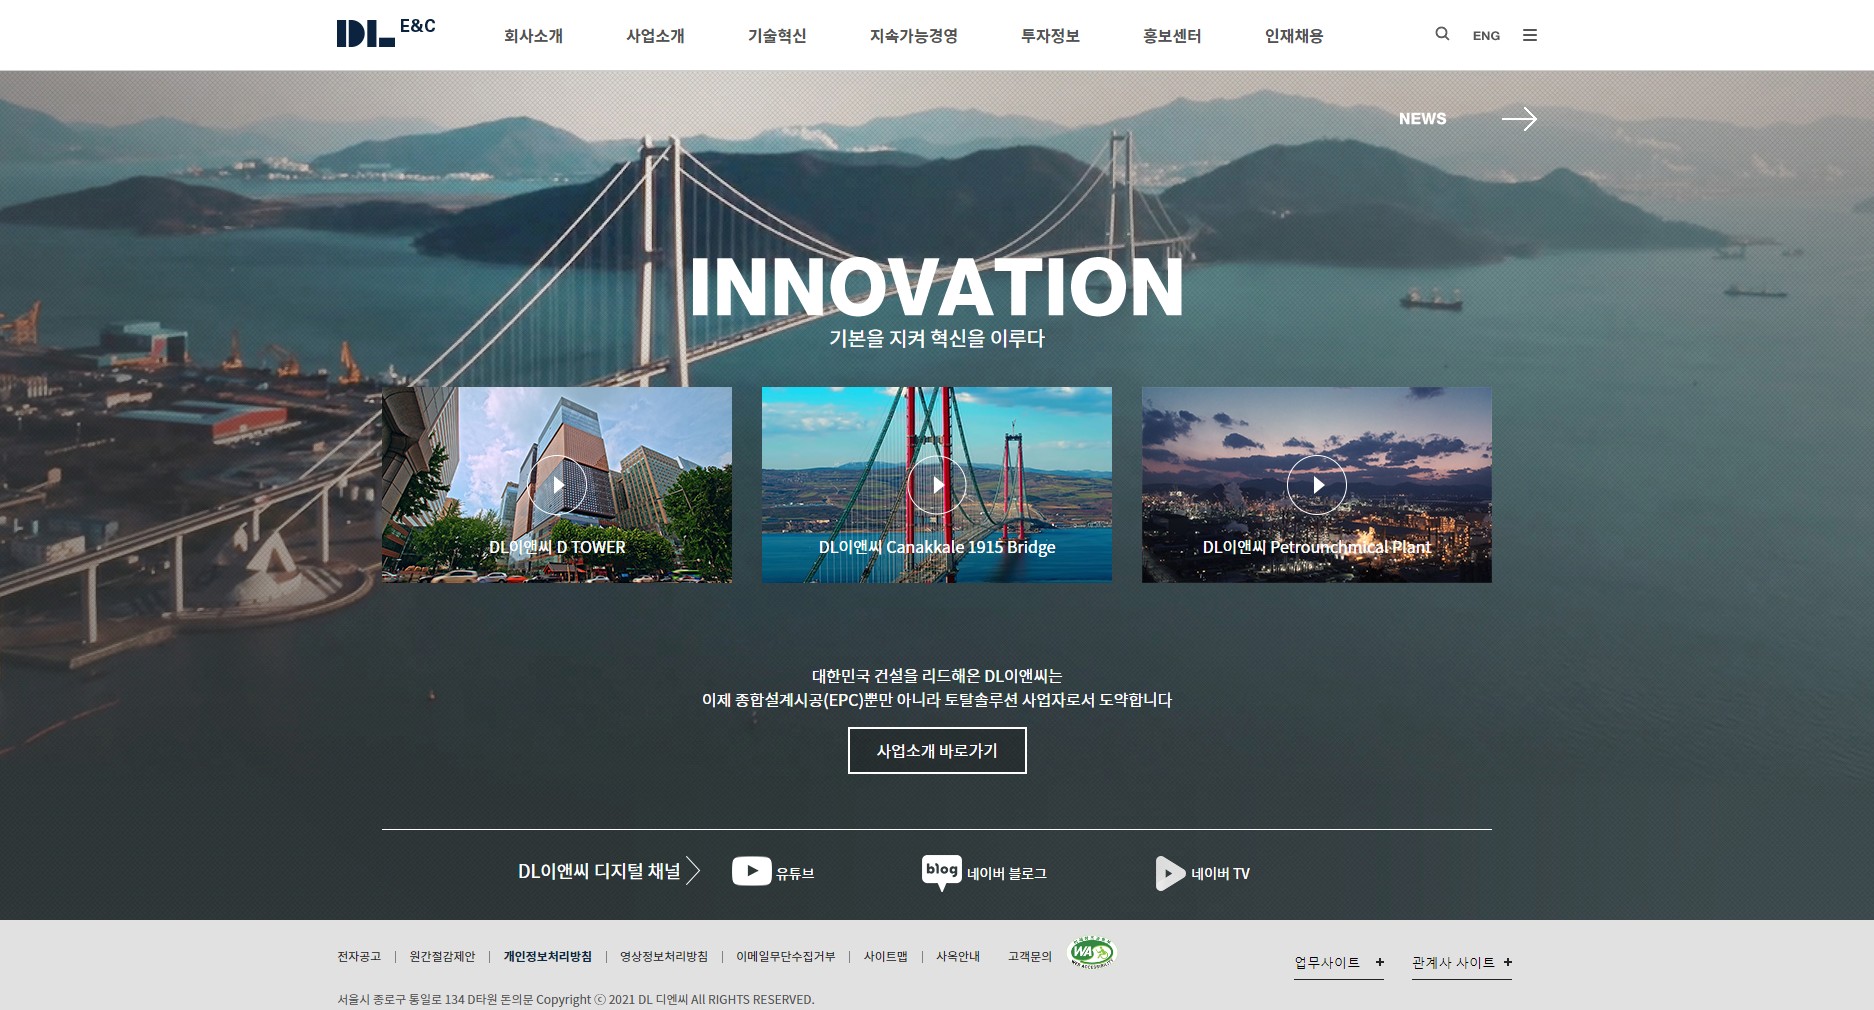 DL E&C
회사소개 사업소개 기술혁신 지속가능경영 투자정보 홍보센터 인재채용 ENG
NEWS
INNOVATION
기본을 지켜 혁신을 이루다
DL이앤씨 D TOWER
DL이앤씨 Canakkale 1915 Bridge
DL이앤씨 Petrounchmical Plant
대한민국 건설을 리드해온 DL이앤씨는
이제 종합설계시공(EPC)뿐만 아니라 토탈솔루션 사업자로서 도약합니다
사업소개 바로가기
DL이앤씨 디지털 채널 유튜브 blog 네이버 블로그 네이버 TV
전자공고 원간절감제안 개인정보처리방침 영상정보처리방침 이메일무단수집거부 사이트맵 사옥안내 고객문의 WA
WEB ACCESSIBILITY
업무사이트 + 관계사 사이트 +
서울시 종로구 통일로 134 D타원 돈의문 Copyright ⓒ 2021 DL 디엔씨 All RIGHTS RESERVED.